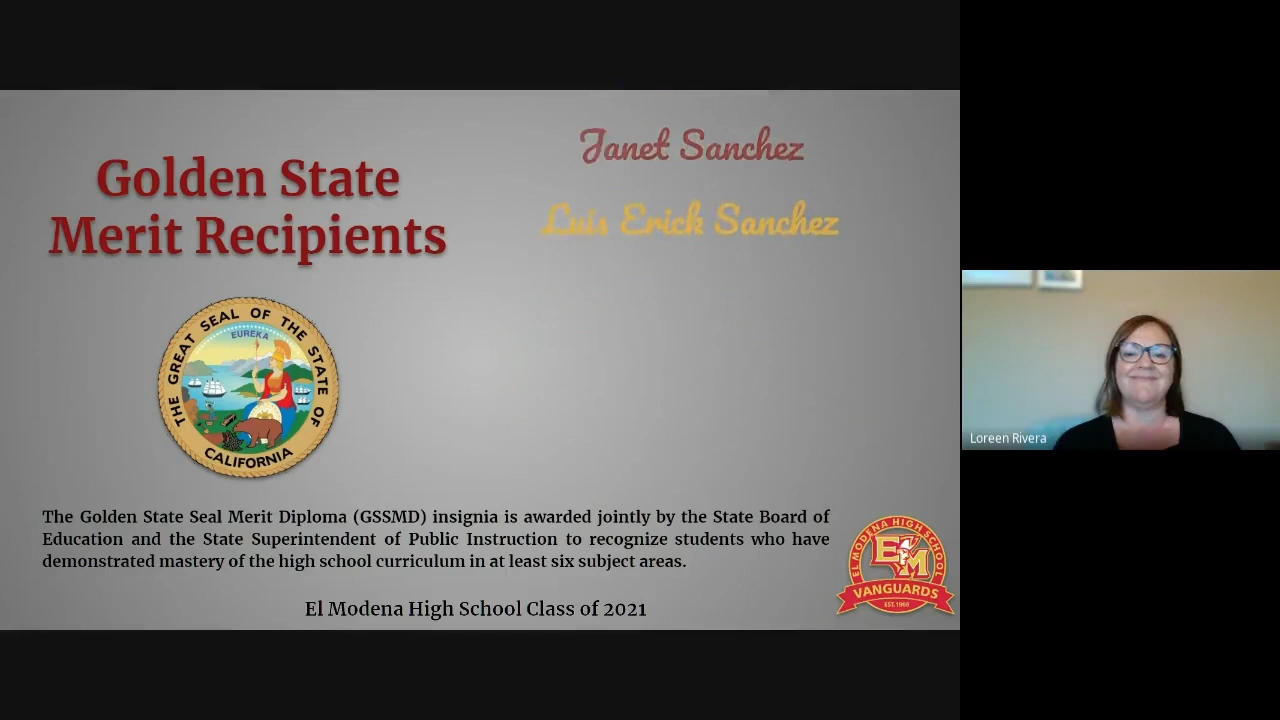 Golden State
Merit Recipients
Janet Sanchez
Luis Erick Sanchez
THE GREAT SEAL OF THE STATE OF CALIFORNIA
EUREKA
Loreen Rivera
The Golden State Seal Merit Diploma (GSSMD) insignia is awarded jointly by the State Board of
Education and the State Superintendent of Public Instruction to recognize students who have
demonstrated mastery of the high school curriculum in at least six subject areas.
EL MODENA HIGH SCHOOL
EM
VANGUARDS
EST. 1966
El Modena High School Class of 2021